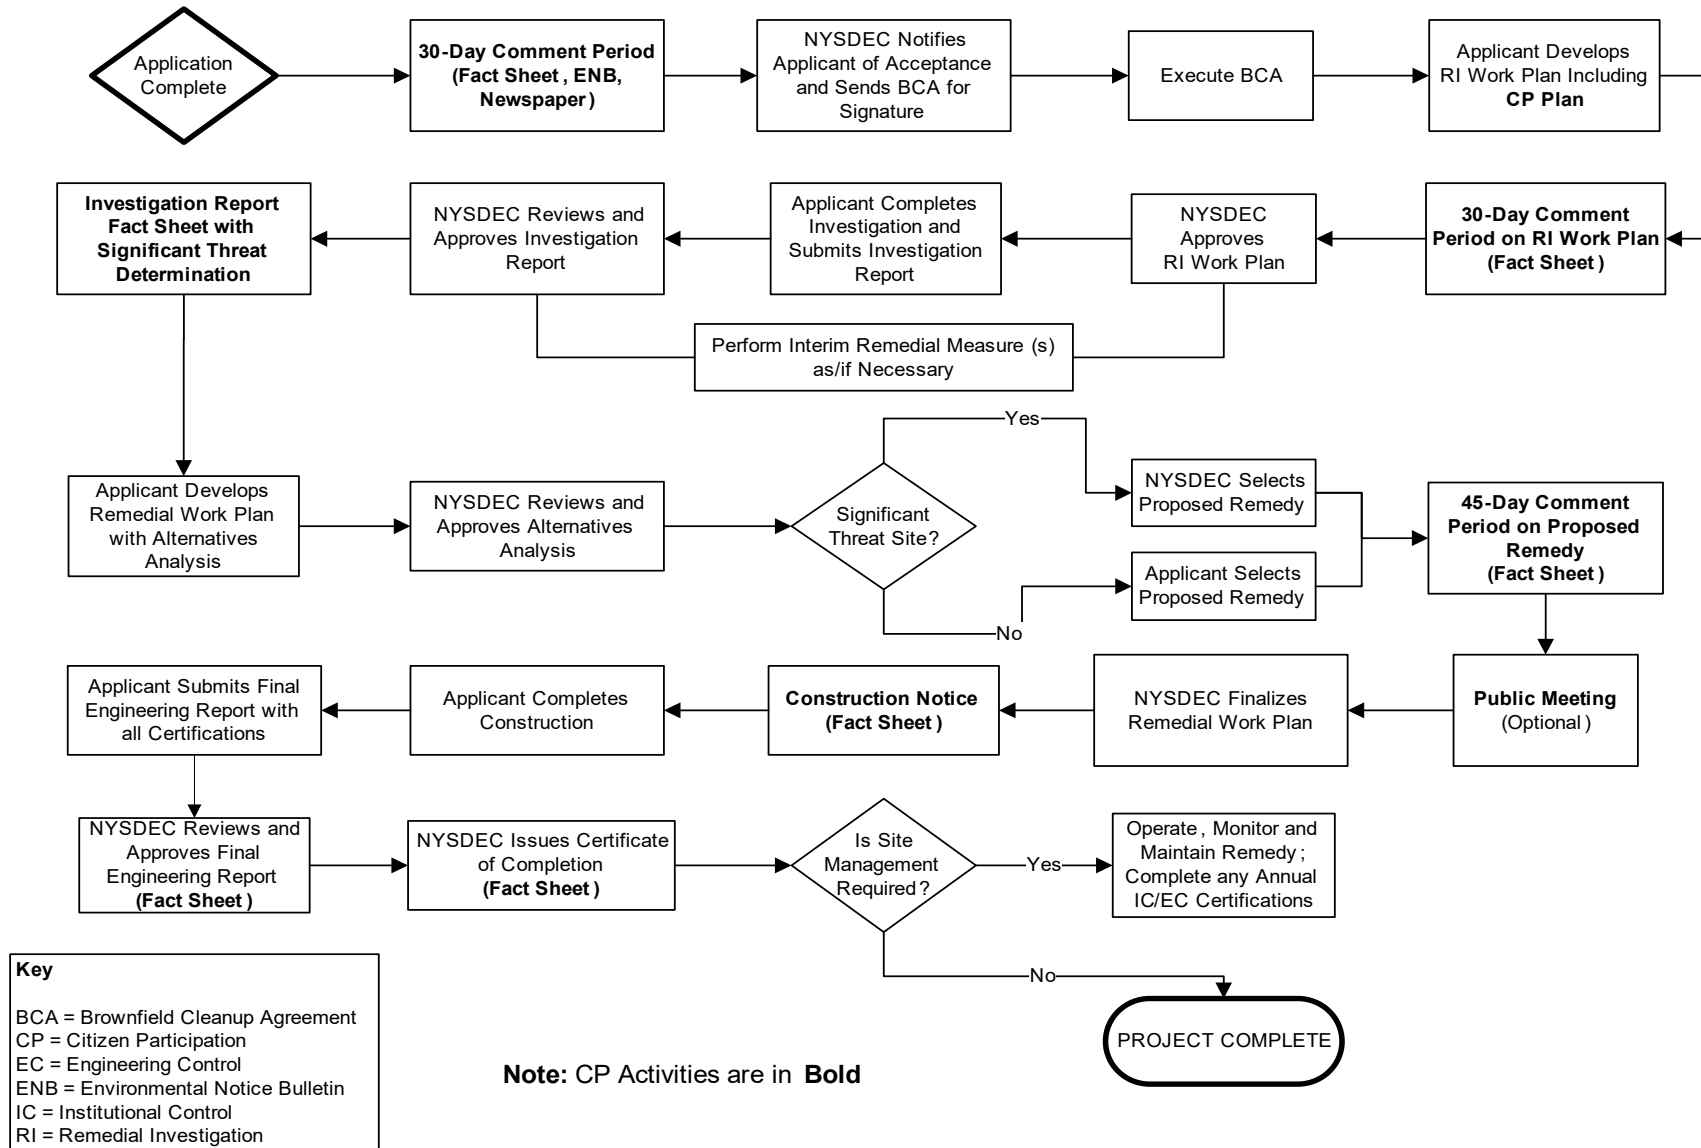 Application
Complete
30-Day Comment Period
(Fact Sheet , ENB,
Newspaper )
NYSDEC Notifies
Applicant of Acceptance
and Sends BCA for
Signature
Execute BCA
Applicant Develops
RI Work Plan Including
CP Plan
Investigation Report
Fact Sheet with
Significant Threat
Determination
NYSDEC Reviews and
Approves Investigation
Report
Applicant Completes
Investigation and
Submits Investigation
Report
NYSDEC
Approves
RI Work Plan
30-Day Comment
Period on RI Work Plan
(Fact Sheet )
Perform Interim Remedial Measure (s)
as/if Necessary
Applicant Develops
Remedial Work Plan
with Alternatives
Analysis
NYSDEC Reviews and
Approves Alternatives
Analysis
Significant
Threat Site?
Yes
No
NYSDEC Selects
Proposed Remedy
Applicant Selects
Proposed Remedy
45-Day Comment
Period on Proposed
Remedy
(Fact Sheet )
Applicant Submits Final
Engineering Report with
all Certifications
Applicant Completes
Construction
Construction Notice
(Fact Sheet )
NYSDEC Finalizes
Remedial Work Plan
Public Meeting
(Optional )
NYSDEC Reviews and
Approves Final
Engineering Report
(Fact Sheet )
NYSDEC Issues Certificate
of Completion
(Fact Sheet )
Is Site
Management
Required ?
Yes
Operate , Monitor and
Maintain Remedy ;
Complete any Annual
IC/EC Certifications
No
PROJECT COMPLETE
Key
BCA = Brownfield Cleanup Agreement
CP = Citizen Participation
EC = Engineering Control
ENB = Environmental Notice Bulletin
IC = Institutional Control
RI = Remedial Investigation
Note: CP Activities are in Bold